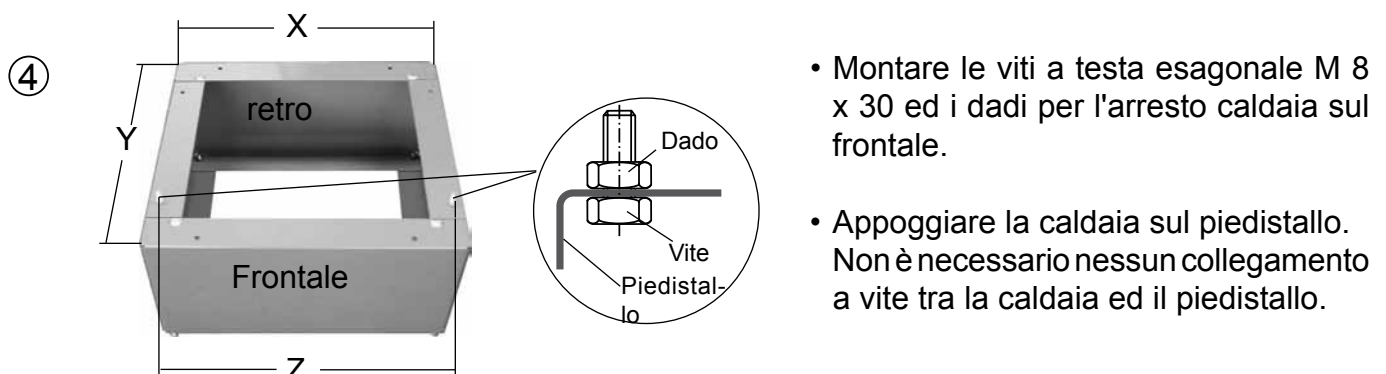 ④
X
Y
retro
Frontale
Z
Dado
Vite
Piedistal-
lo
• Montare le viti a testa esagonale M 8
x 30 ed i dadi per l'arresto caldaia sul
frontale.
• Appoggiare la caldaia sul piedistallo.
Non è necessario nessun collegamento
a vite tra la caldaia ed il piedistallo.